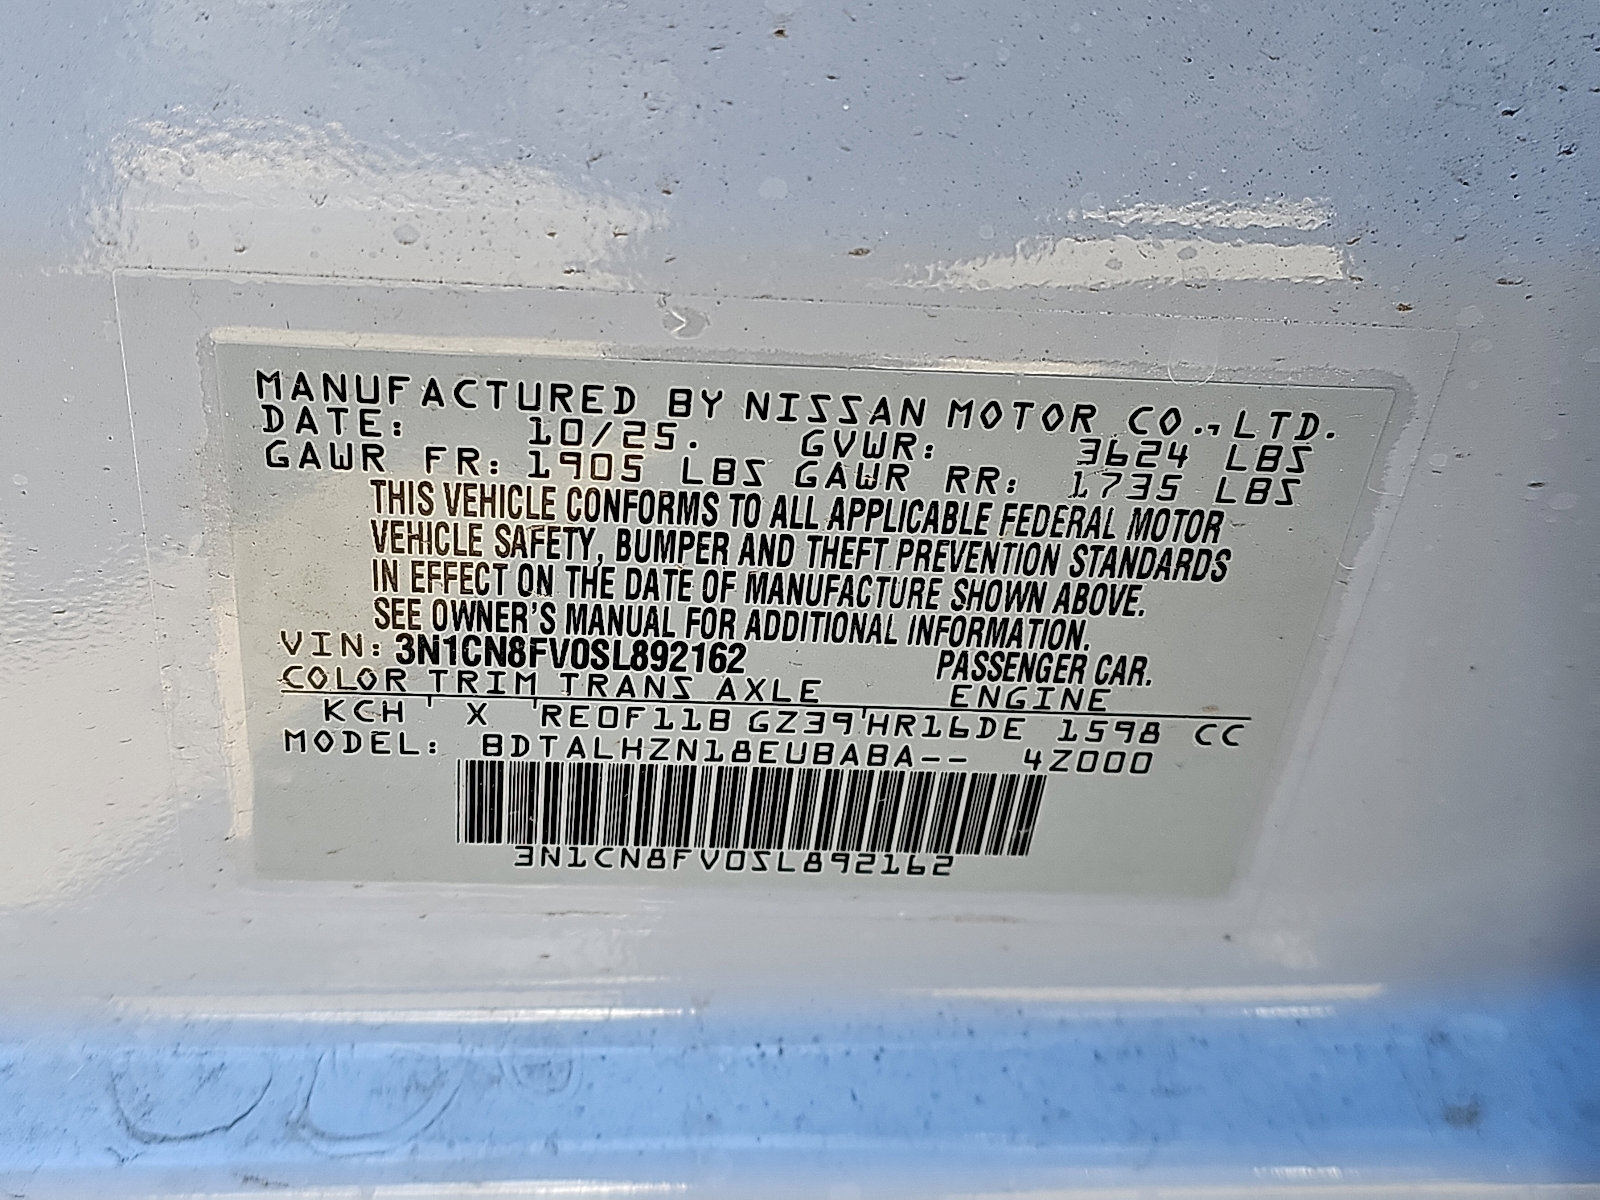 MANUFACTURED BY NISSAN MOTOR CO., LTD.
DATE: 10/25. GVWR: 3624 LBS
GAWR FR: 1905 LBS GAWR RR: 1735 LBS
THIS VEHICLE CONFORMS TO ALL APPLICABLE FEDERAL MOTOR
VEHICLE SAFETY, BUMPER AND THEFT PREVENTION STANDARDS
IN EFFECT ON THE DATE OF MANUFACTURE SHOWN ABOVE.
SEE OWNER'S MANUAL FOR ADDITIONAL INFORMATION.
VIN: 3N1CN8FV0SL892162 PASSENGER CAR.
COLOR TRIM TRANS AXLE ENGINE
KCH ' X 'RE0F11B GZ39'HR16DE 1598 CC
MODEL: BDTALHZN18EUBABA-- 4Z000
3N1CN8FV0SL892162